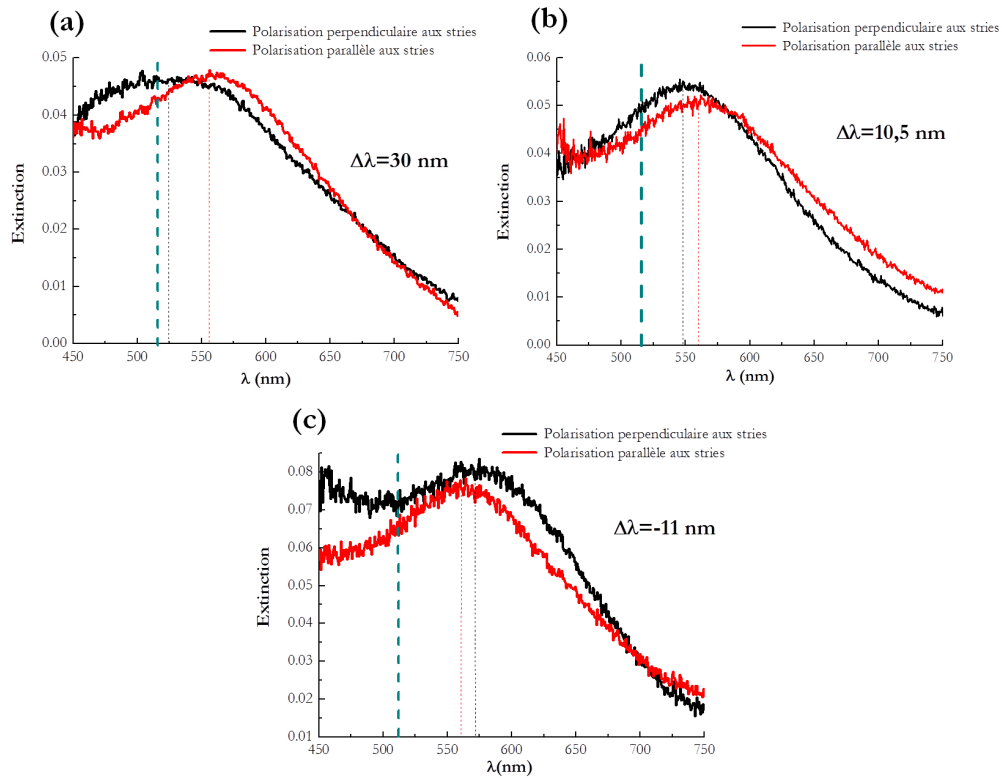 (a)
Polarisation perpendiculaire aux stries
Polarisation parallèle aux stries
0.05
0.04
0.03
0.02
0.01
0.00
Extinction
Δλ=30 nm
450 500 550 600 650 700 750
λ (nm)
(b)
Polarisation perpendiculaire aux stries
Polarisation parallèle aux stries
0.06
0.05
0.04
0.03
0.02
0.01
0.00
Extinction
Δλ=10,5 nm
450 500 550 600 650 700 750
λ (nm)
(c)
Polarisation perpendiculaire aux stries
Polarisation parallèle aux stries
0.08
0.07
0.06
0.05
0.04
0.03
0.02
0.01
Extinction
Δλ=-11 nm
450 500 550 600 650 700 750
λ(nm)